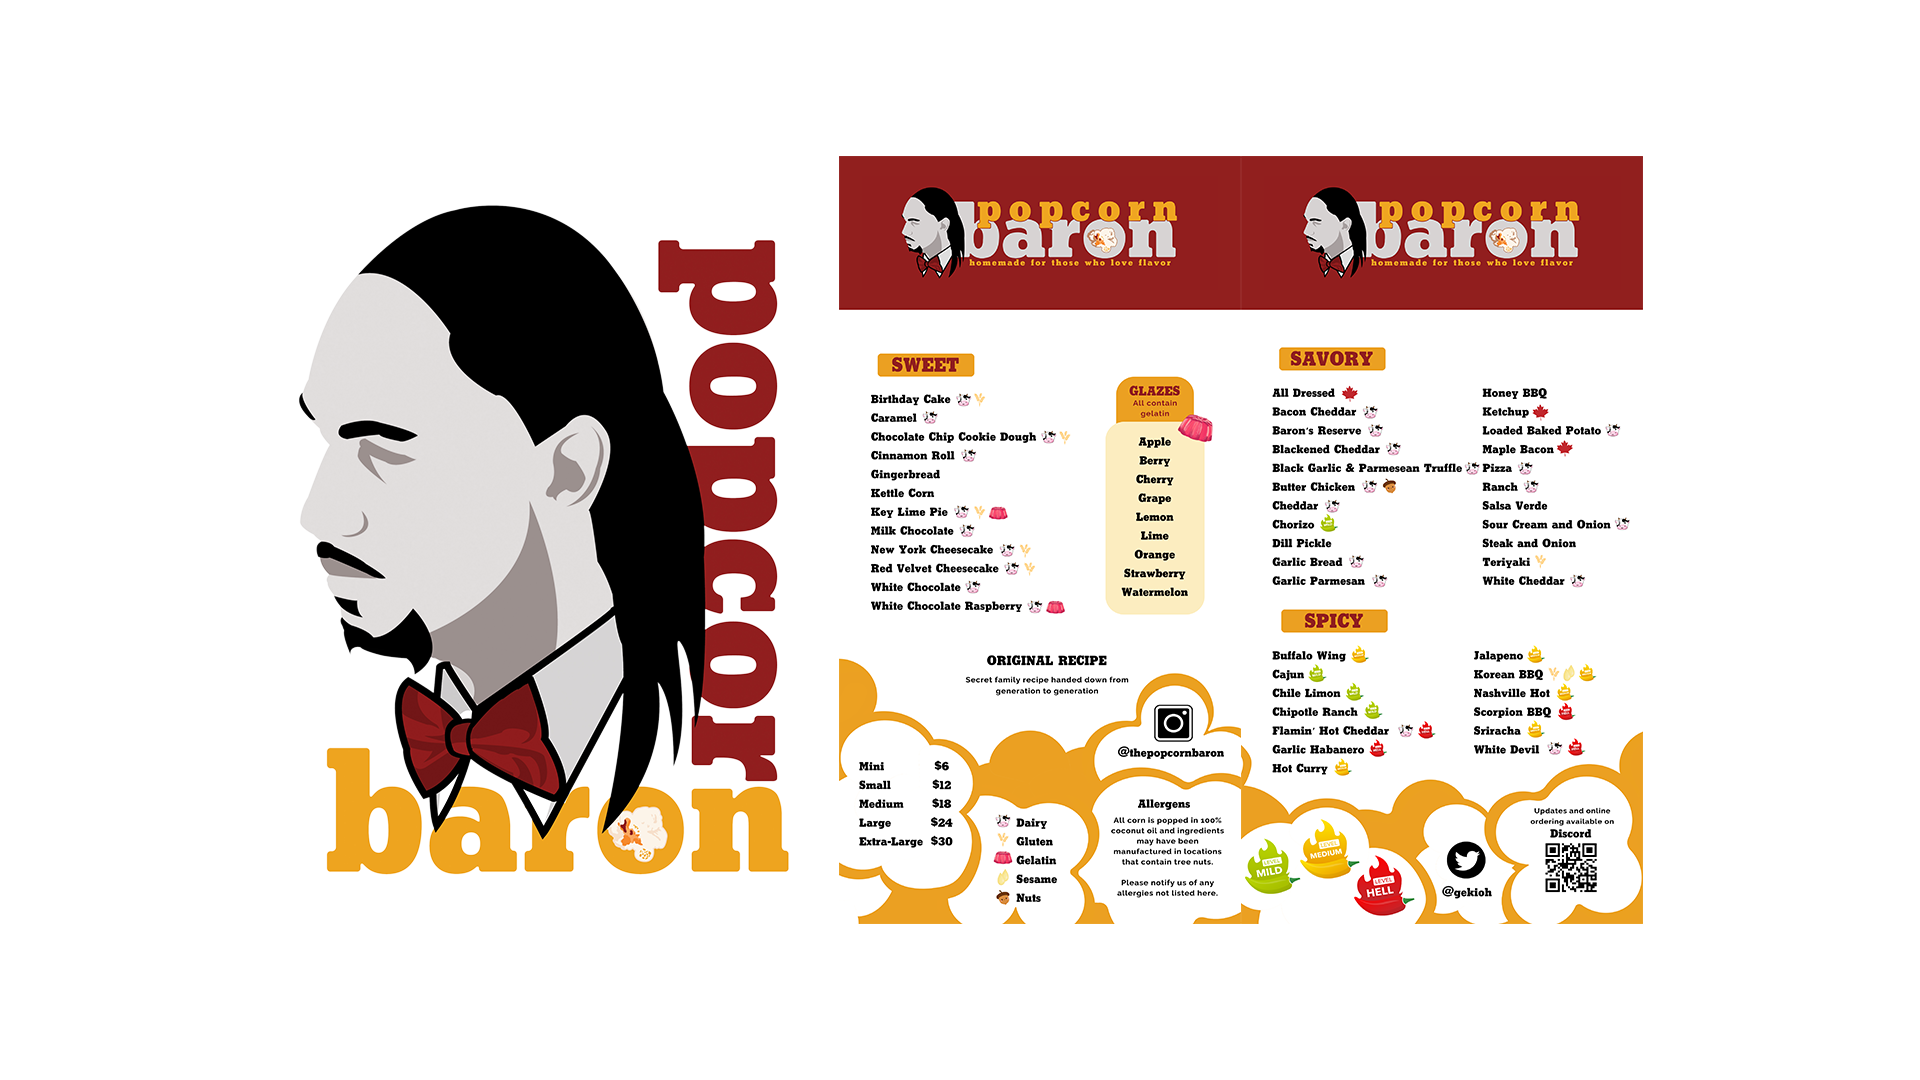 popcorn
baron
popcorn
baron
homemade for those who love flavor
SWEET
Birthday Cake
Caramel
Chocolate Chip Cookie Dough
Cinnamon Roll
Gingerbread
Kettle Corn
Key Lime Pie
Milk Chocolate
New York Cheesecake
Red Velvet Cheesecake
White Chocolate
White Chocolate Raspberry
GLAZES
All contain
gelatin
Apple
Berry
Cherry
Grape
Lemon
Lime
Orange
Strawberry
Watermelon
ORIGINAL RECIPE
Secret family recipe handed down from
generation to generation
Mini $6
Small $12
Medium $18
Large $24
Extra-Large $30
Dairy
Gluten
Gelatin
Sesame
Nuts
@thepopcornbaron
Allergens
All corn is popped in 100%
coconut oil and ingredients
may have been
manufactured in locations
that contain tree nuts.
Please notify us of any
allergies not listed here.
popcorn
baron
homemade for those who love flavor
SAVORY
All Dressed
Bacon Cheddar
Baron's Reserve
Blackened Cheddar
Black Garlic & Parmesean Truffle
Butter Chicken
Cheddar
Chorizo
Dill Pickle
Garlic Bread
Garlic Parmesan
Honey BBQ
Ketchup
Loaded Baked Potato
Maple Bacon
Pizza
Ranch
Salsa Verde
Sour Cream and Onion
Steak and Onion
Teriyaki
White Cheddar
SPICY
Buffalo Wing
Cajun
Chile Limon
Chipotle Ranch
Flamin' Hot Cheddar
Garlic Habanero
Hot Curry
Jalapeno
Korean BBQ
Nashville Hot
Scorpion BBQ
Sriracha
White Devil
LEVEL
MILD
LEVEL
MEDIUM
LEVEL
HELL
@gekioh
Updates and online
ordering available on
Discord